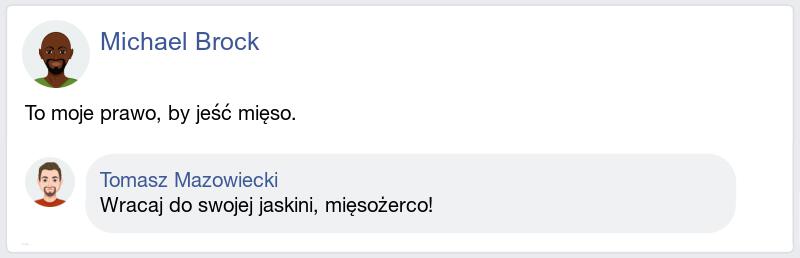 Michael Brock
To moje prawo, by jeść mięso.
Tomasz Mazowiecki
Wracaj do swojej jaskini, mięsożerco!